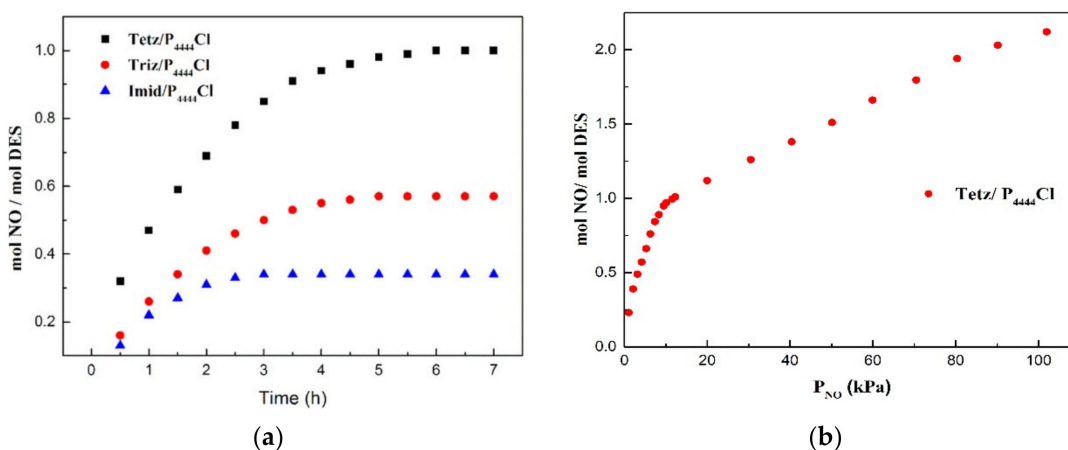 mol NO / mol DES
1.0
0.8
0.6
0.4
0.2
Tetz/P₄₄₄₄Cl
Triz/P₄₄₄₄Cl
Imid/P₄₄₄₄Cl
0 1 2 3 4 5 6 7
Time (h)
(a)
mol NO/ mol DES
2.0
1.5
1.0
0.5
0.0
Tetz/ P₄₄₄₄Cl
0 20 40 60 80 100
P_NO (kPa)
(b)